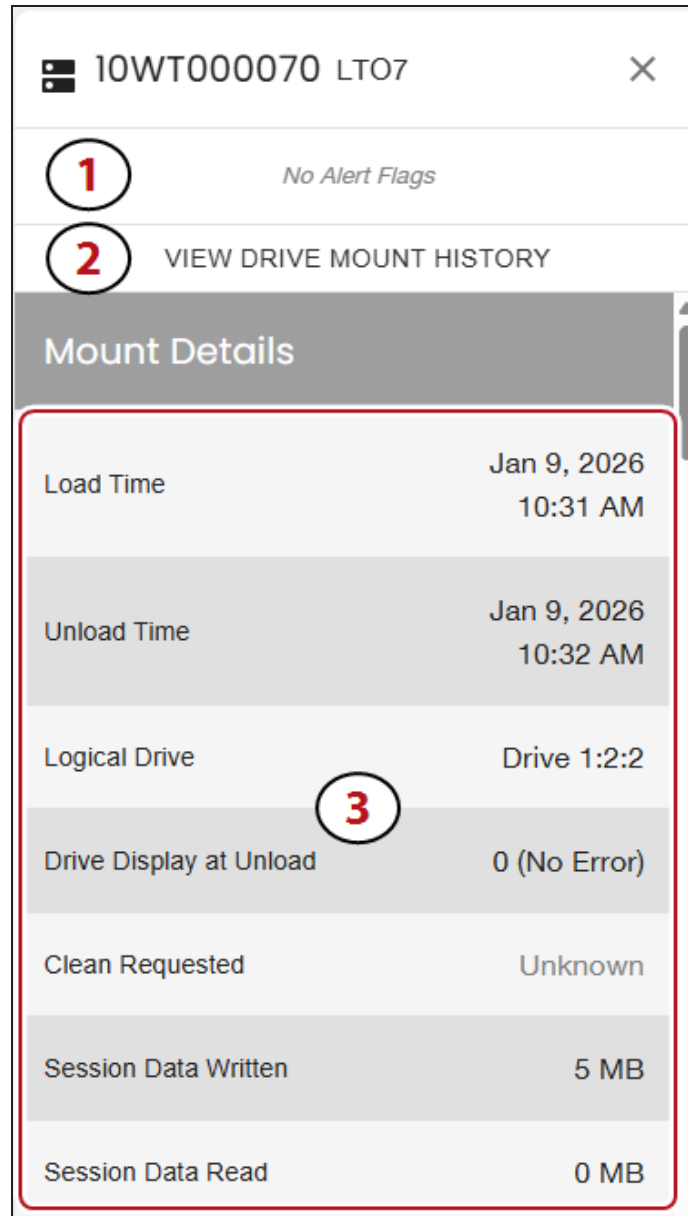 10WT000070 LTO7
1
No Alert Flags
2
VIEW DRIVE MOUNT HISTORY
Mount Details
Load Time
Jan 9, 2026
10:31 AM
Unload Time
Jan 9, 2026
10:32 AM
Logical Drive
Drive 1:2:2
3
Drive Display at Unload
0 (No Error)
Clean Requested
Unknown
Session Data Written
5 MB
Session Data Read
0 MB